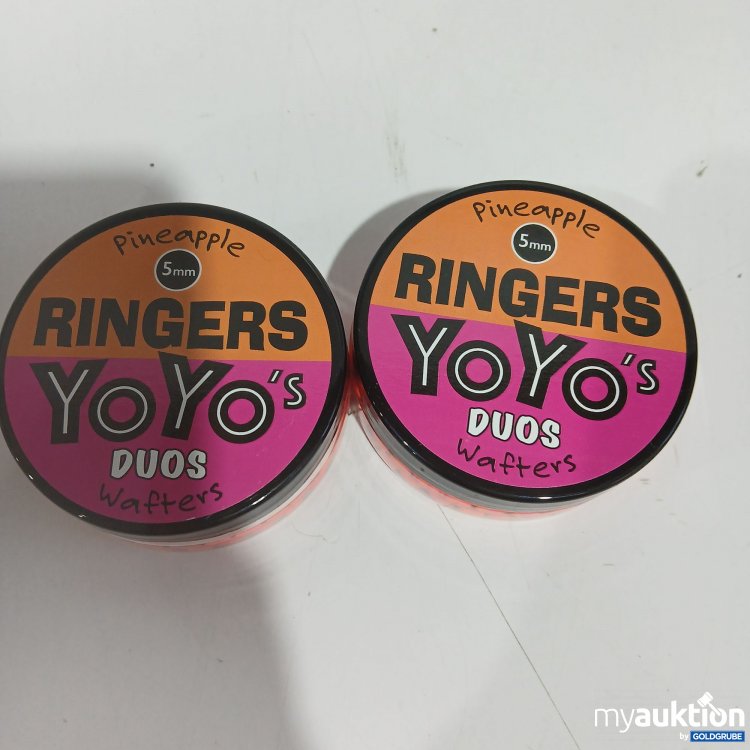 Pineapple
5mm
RINGERS
YoYo's
DUOS
Wafters
Pineapple
5mm
RINGERS
YoYo's
DUOS
Wafters
myauktion
by GOLDGRUBE